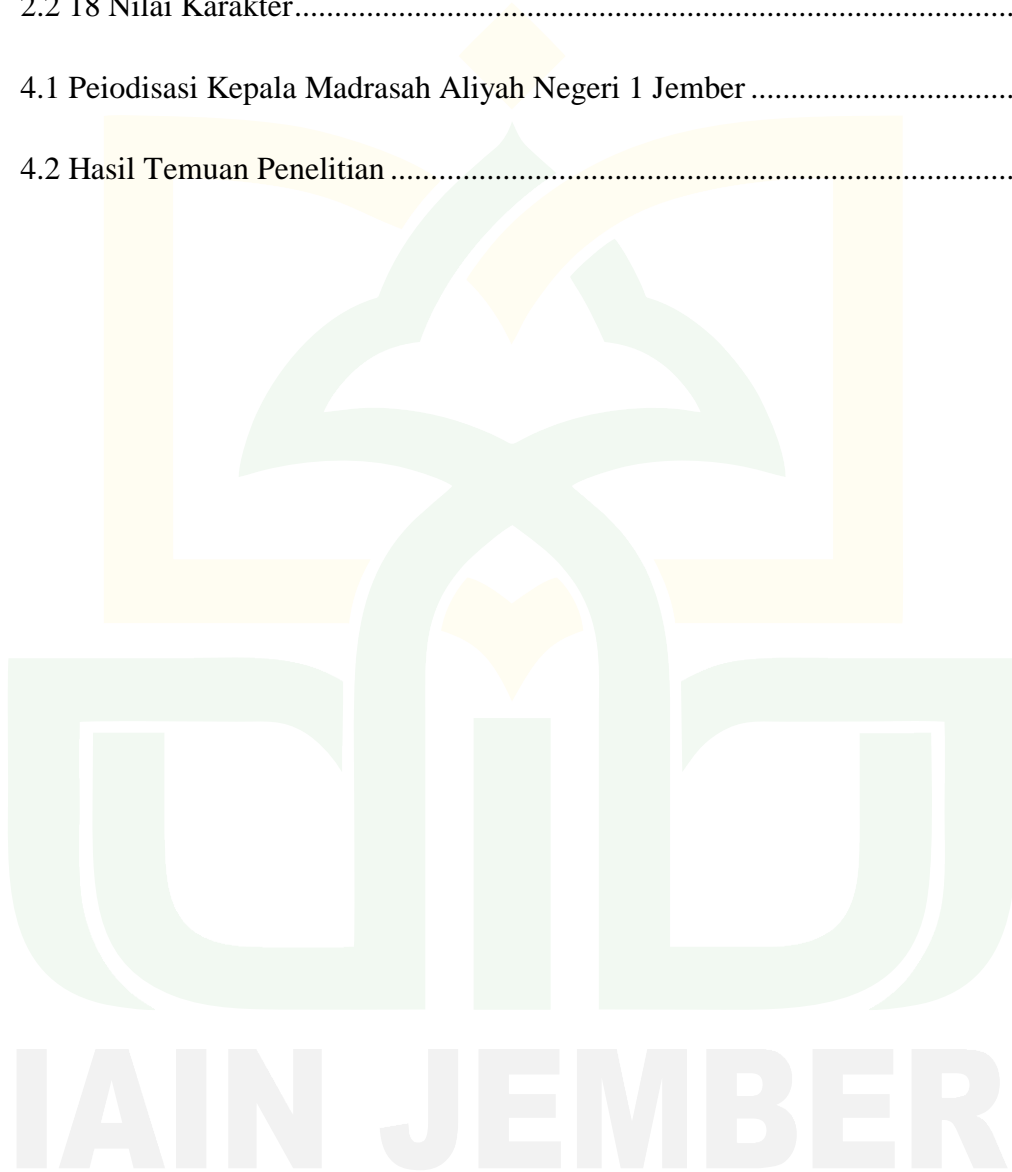 2.2 18 Nilai Karakter..........................................................................................
4.1 Peiodisasi Kepala Madrasah Aliyah Negeri 1 Jember .................................
4.2 Hasil Temuan Penelitian ..............................................................................
IAIN JEMBER